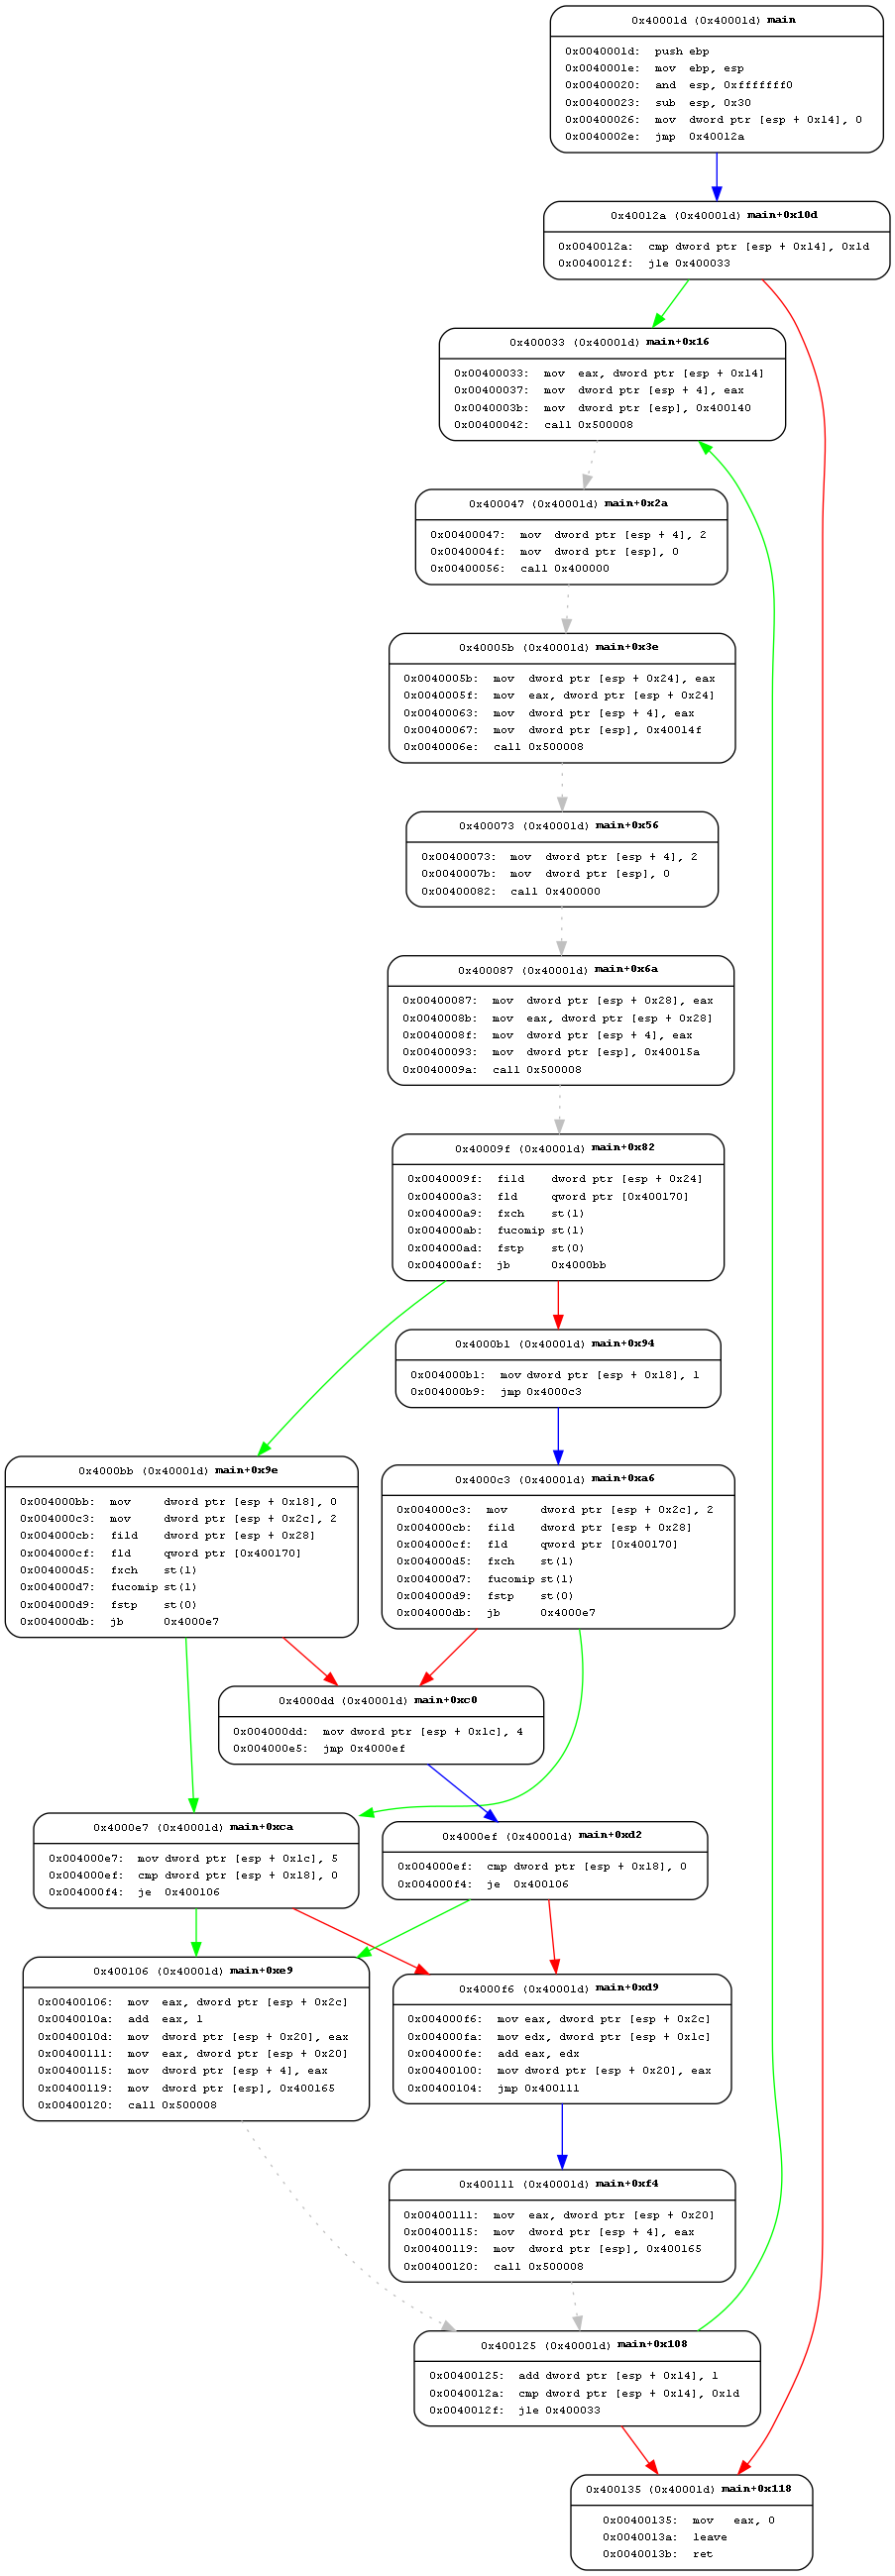 0x40001d (0x40001d) main
0x0040001d: push ebp
0x0040001e: mov ebp, esp
0x00400020: and esp, 0xfffffff0
0x00400023: sub esp, 0x30
0x00400026: mov dword ptr [esp + 0x14], 0
0x0040002e: jmp 0x40012a
0x40012a (0x40001d) main+0x10d
0x0040012a: cmp dword ptr [esp + 0x14], 0x1d
0x0040012f: jle 0x400033
0x400033 (0x40001d) main+0x16
0x00400033: mov eax, dword ptr [esp + 0x14]
0x00400037: mov dword ptr [esp + 4], eax
0x0040003b: mov dword ptr [esp], 0x400140
0x00400042: call 0x500008
0x400047 (0x40001d) main+0x2a
0x00400047: mov dword ptr [esp + 4], 2
0x0040004f: mov dword ptr [esp], 0
0x00400056: call 0x400000
0x40005b (0x40001d) main+0x3e
0x0040005b: mov dword ptr [esp + 0x24], eax
0x0040005f: mov eax, dword ptr [esp + 0x24]
0x00400063: mov dword ptr [esp + 4], eax
0x00400067: mov dword ptr [esp], 0x40014f
0x0040006e: call 0x500008
0x400073 (0x40001d) main+0x56
0x00400073: mov dword ptr [esp + 4], 2
0x0040007b: mov dword ptr [esp], 0
0x00400082: call 0x400000
0x400087 (0x40001d) main+0x6a
0x00400087: mov dword ptr [esp + 0x28], eax
0x0040008b: mov eax, dword ptr [esp + 0x28]
0x0040008f: mov dword ptr [esp + 4], eax
0x00400093: mov dword ptr [esp], 0x40015a
0x0040009a: call 0x500008
0x40009f (0x40001d) main+0x82
0x0040009f: fild dword ptr [esp + 0x24]
0x004000a3: fld qword ptr [0x400170]
0x004000a9: fxch st(1)
0x004000ab: fucomip st(1)
0x004000ad: fstp st(0)
0x004000af: jb 0x4000bb
0x4000b1 (0x40001d) main+0x94
0x004000b1: mov dword ptr [esp + 0x18], 1
0x004000b9: jmp 0x4000c3
0x4000bb (0x40001d) main+0x9e
0x004000bb: mov dword ptr [esp + 0x18], 0
0x004000c3: mov dword ptr [esp + 0x2c], 2
0x004000cb: fild dword ptr [esp + 0x28]
0x004000cf: fld qword ptr [0x400170]
0x004000d5: fxch st(1)
0x004000d7: fucomip st(1)
0x004000d9: fstp st(0)
0x004000db: jb 0x4000e7
0x4000c3 (0x40001d) main+0xa6
0x004000c3: mov dword ptr [esp + 0x2c], 2
0x004000cb: fild dword ptr [esp + 0x28]
0x004000cf: fld qword ptr [0x400170]
0x004000d5: fxch st(1)
0x004000d7: fucomip st(1)
0x004000d9: fstp st(0)
0x004000db: jb 0x4000e7
0x4000dd (0x40001d) main+0xc0
0x004000dd: mov dword ptr [esp + 0x1c], 4
0x004000e5: jmp 0x4000ef
0x4000e7 (0x40001d) main+0xca
0x004000e7: mov dword ptr [esp + 0x1c], 5
0x004000ef: cmp dword ptr [esp + 0x18], 0
0x004000f4: je 0x400106
0x4000ef (0x40001d) main+0xd2
0x004000ef: cmp dword ptr [esp + 0x18], 0
0x004000f4: je 0x400106
0x400106 (0x40001d) main+0xe9
0x00400106: mov eax, dword ptr [esp + 0x2c]
0x0040010a: add eax, 1
0x0040010d: mov dword ptr [esp + 0x20], eax
0x00400111: mov eax, dword ptr [esp + 0x20]
0x00400115: mov dword ptr [esp + 4], eax
0x00400119: mov dword ptr [esp], 0x400165
0x00400120: call 0x500008
0x4000f6 (0x40001d) main+0xd9
0x004000f6: mov eax, dword ptr [esp + 0x2c]
0x004000fa: mov edx, dword ptr [esp + 0x1c]
0x004000fe: add eax, edx
0x00400100: mov dword ptr [esp + 0x20], eax
0x00400104: jmp 0x400111
0x400111 (0x40001d) main+0xf4
0x00400111: mov eax, dword ptr [esp + 0x20]
0x00400115: mov dword ptr [esp + 4], eax
0x00400119: mov dword ptr [esp], 0x400165
0x00400120: call 0x500008
0x400125 (0x40001d) main+0x108
0x00400125: add dword ptr [esp + 0x14], 1
0x0040012a: cmp dword ptr [esp + 0x14], 0x1d
0x0040012f: jle 0x400033
0x400135 (0x40001d) main+0x118
0x00400135: mov eax, 0
0x0040013a: leave
0x0040013b: ret